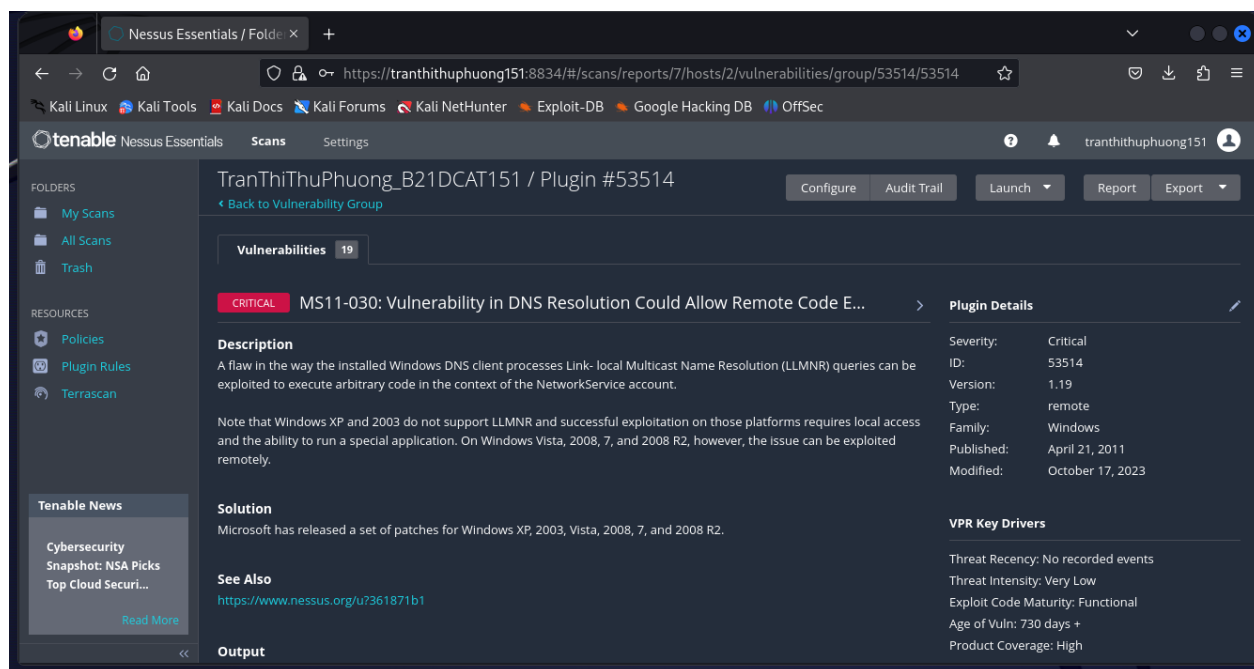 Nessus Essentials / Folde
https://tranthithuphuong151:8834/#/scans/reports/7/hosts/2/vulnerabilities/group/53514/53514
Kali Linux Kali Tools Kali Docs Kali Forums Kali NetHunter Exploit-DB Google Hacking DB OffSec
tenable Nessus Essentials Scans Settings tranthithuphuong151
FOLDERS
My Scans
All Scans
Trash
RESOURCES
Policies
Plugin Rules
Terrascan
Tenable News
Cybersecurity
Snapshot: NSA Picks
Top Cloud Securi...
Read More
TranThiThuPhuong_B21DCAT151 / Plugin #53514
Back to Vulnerability Group
Configure Audit Trail Launch Report Export
Vulnerabilities 19
CRITICAL MS11-030: Vulnerability in DNS Resolution Could Allow Remote Code E...
Description
A flaw in the way the installed Windows DNS client processes Link- local Multicast Name Resolution (LLMNR) queries can be
exploited to execute arbitrary code in the context of the NetworkService account.
Note that Windows XP and 2003 do not support LLMNR and successful exploitation on those platforms requires local access
and the ability to run a special application. On Windows Vista, 2008, 7, and 2008 R2, however, the issue can be exploited
remotely.
Solution
Microsoft has released a set of patches for Windows XP, 2003, Vista, 2008, 7, and 2008 R2.
See Also
https://www.nessus.org/u?361871b1
Output
Plugin Details
Severity: Critical
ID: 53514
Version: 1.19
Type: remote
Family: Windows
Published: April 21, 2011
Modified: October 17, 2023
VPR Key Drivers
Threat Recency: No recorded events
Threat Intensity: Very Low
Exploit Code Maturity: Functional
Age of Vuln: 730 days +
Product Coverage: High